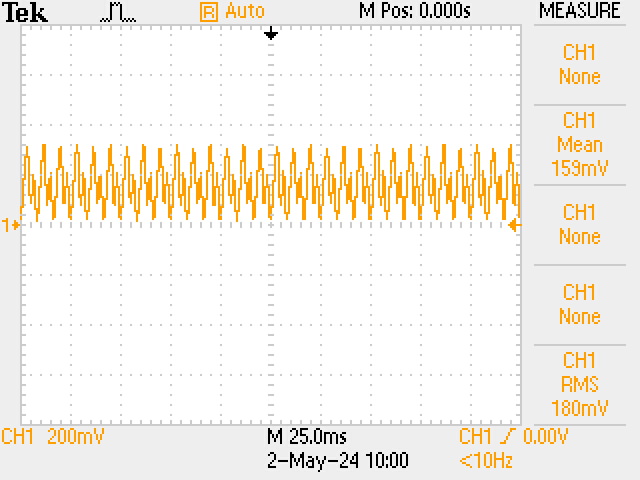 Tek R Auto M Pos: 0.000s MEASURE
CH1
None
CH1
Mean
159mV
CH1
None
CH1
None
CH1
RMS
180mV
1
CH1 200mV M 25.0ms CH1 0.00V
2-May-24 10:00 <10Hz